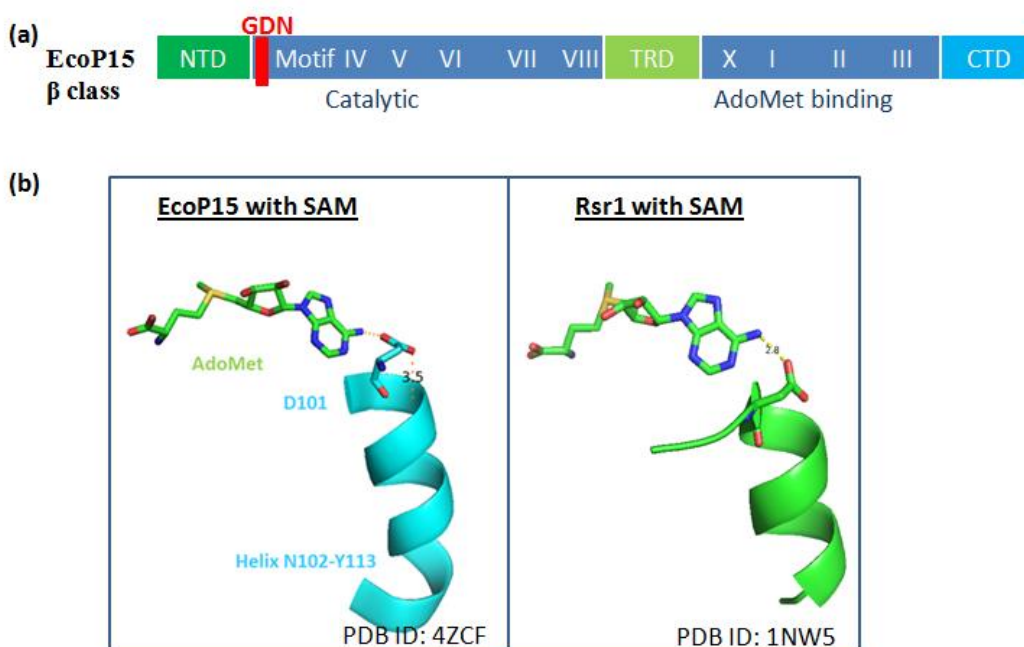 (a)
GDN
EcoP15
β class
NTD Motif IV V VI VII VIII TRD X I II III CTD
Catalytic AdoMet binding
(b)
EcoP15 with SAM Rsr1 with SAM
2.8
AdoMet
3.5
D101
Helix N102-Y113
PDB ID: 4ZCF PDB ID: 1NW5